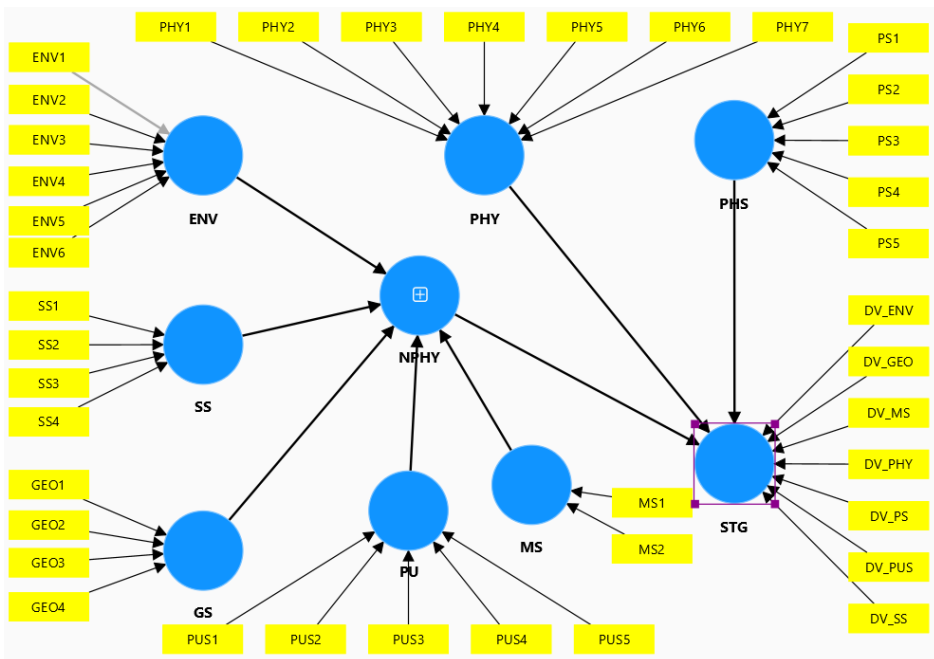 PHY1
PHY2
PHY3
PHY4
PHY5
PHY6
PHY7
ENV1
ENV2
ENV3
ENV4
ENV5
ENV6
ENV
PHY
PHS
PS1
PS2
PS3
PS4
PS5
SS1
SS2
SS3
SS4
SS
NPHY
DV_ENV
DV_GEO
DV_MS
DV_PHY
DV_PS
DV_PUS
DV_SS
STG
GEO1
GEO2
GEO3
GEO4
GS
PU
MS
MS1
MS2
PUS1
PUS2
PUS3
PUS4
PUS5